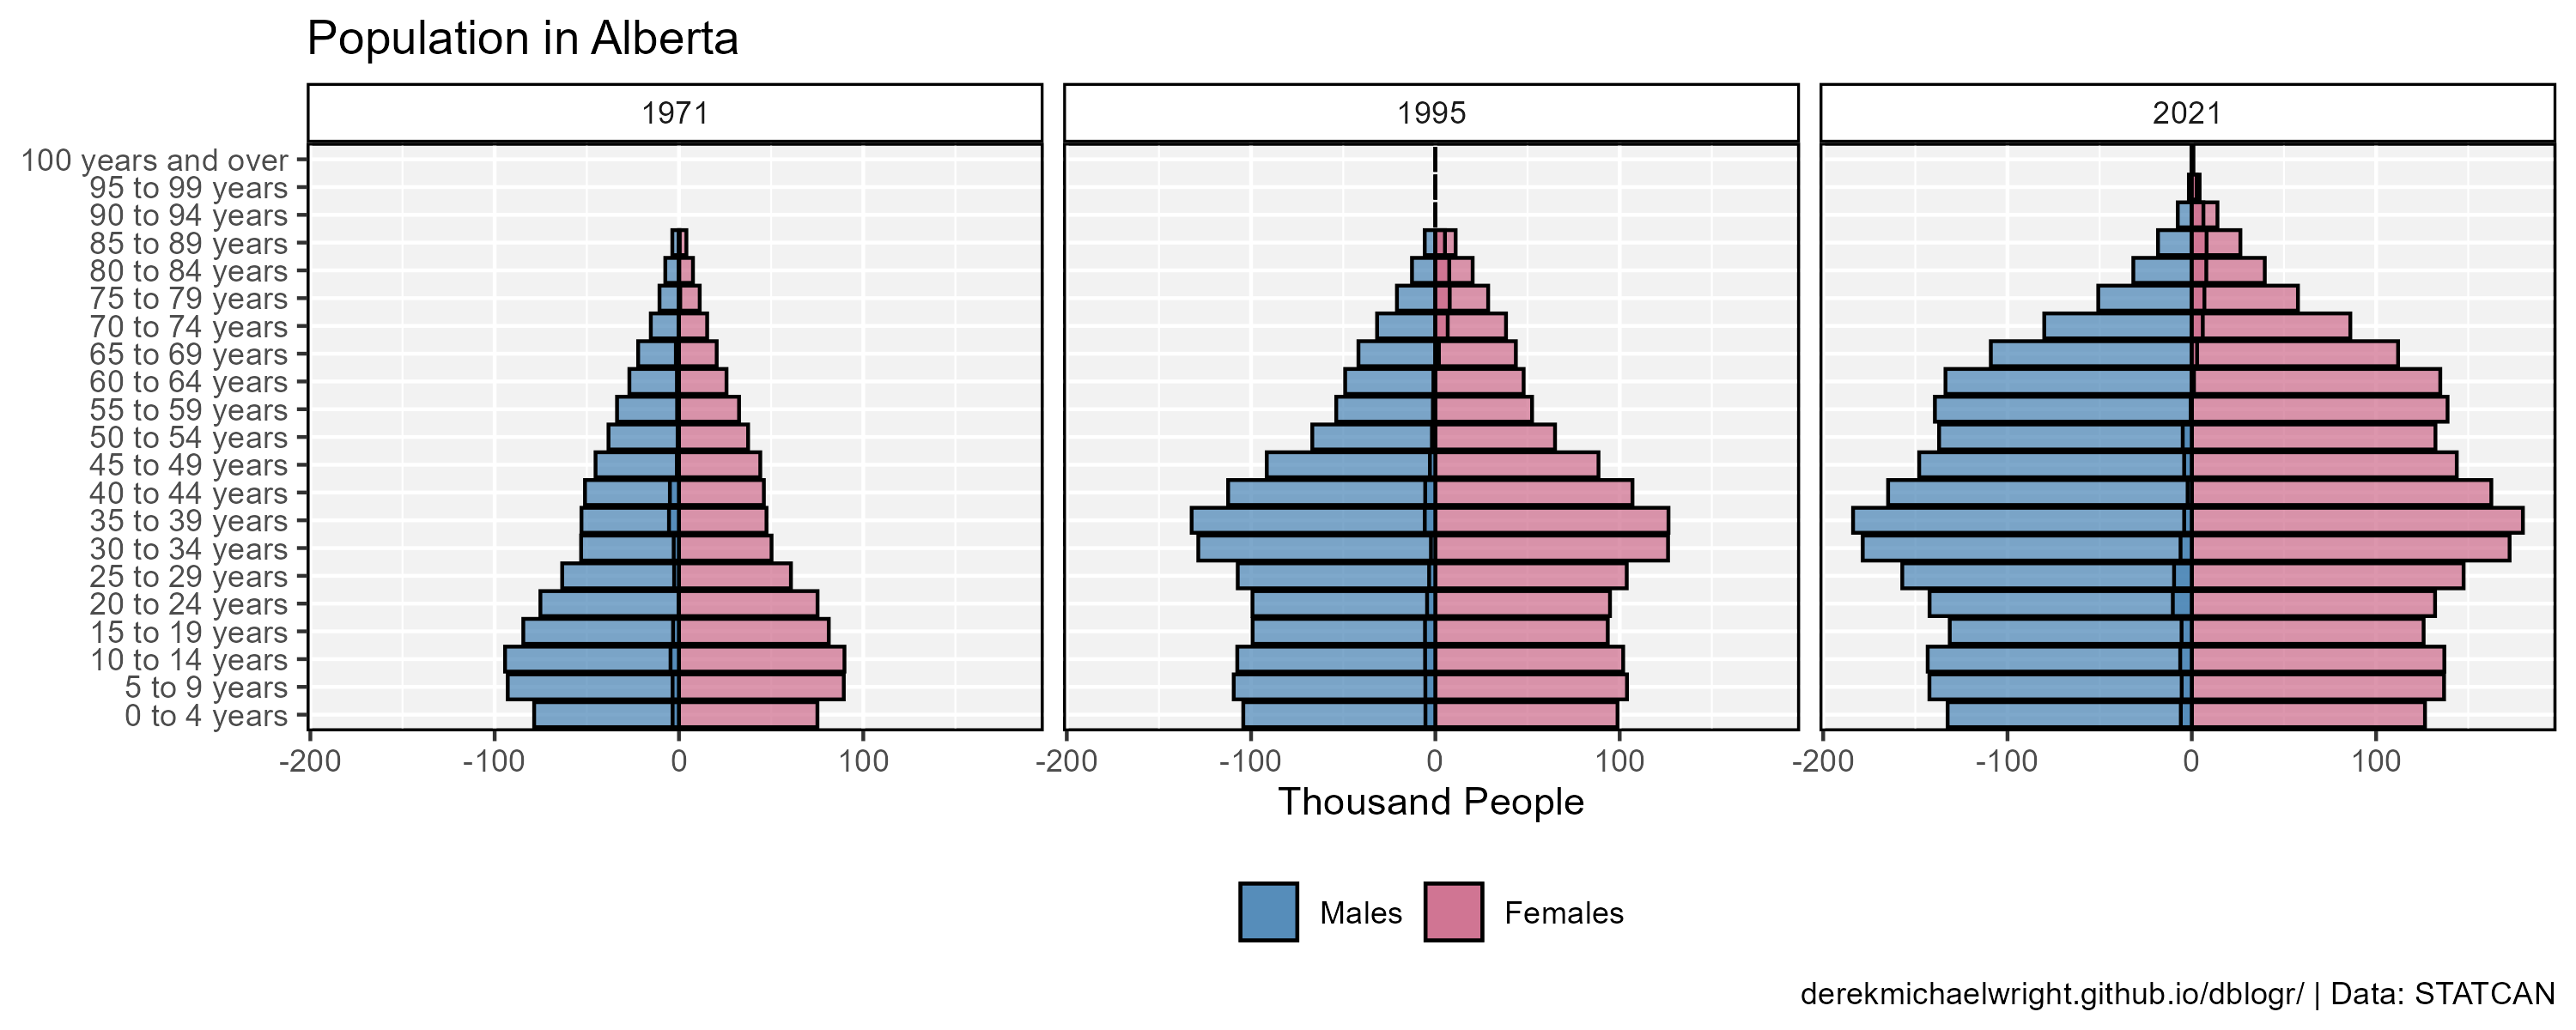 Population in Alberta
1971 1995 2021
100 years and over
95 to 99 years
90 to 94 years
85 to 89 years
80 to 84 years
75 to 79 years
70 to 74 years
65 to 69 years
60 to 64 years
55 to 59 years
50 to 54 years
45 to 49 years
40 to 44 years
35 to 39 years
30 to 34 years
25 to 29 years
20 to 24 years
15 to 19 years
10 to 14 years
5 to 9 years
0 to 4 years
-200 -100 0 100 -200 -100 0 100 -200 -100 0 100
Thousand People
Males Females
derekmichaelwright.github.io/dblogr/ | Data: STATCAN